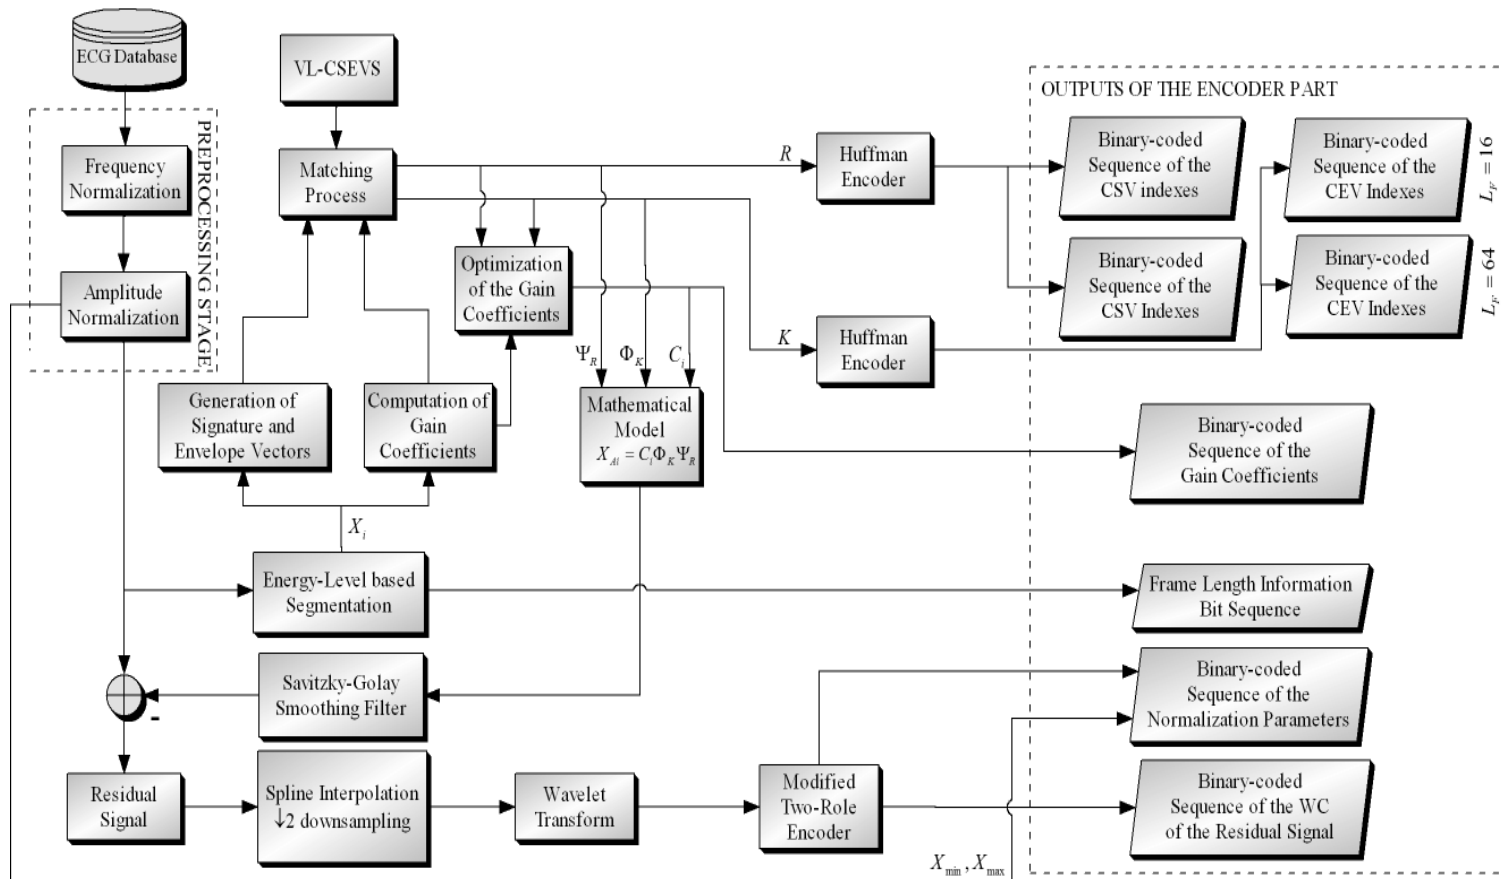 ECG Database
PREPROCESSING STAGE
Frequency
Normalization
Amplitude
Normalization
VL-CSEVS
Matching
Process
Optimization
of the Gain
Coefficients
Generation of
Signature and
Envelope Vectors
Computation of
Gain
Coefficients
Ψ_R
Φ_K
C_i
Mathematical
Model
X_Ai = C_iΦ_KΨ_R
R
Huffman
Encoder
K
Huffman
Encoder
X_i
Energy-Level based
Segmentation
Savitzky-Golay
Smoothing Filter
-
Residual
Signal
Spline Interpolation
↓2 downsampling
Wavelet
Transform
Modified
Two-Role
Encoder
X_min, X_max
OUTPUTS OF THE ENCODER PART
Binary-coded
Sequence of the
CSV indexes
Binary-coded
Sequence of the
CEV Indexes
L_F = 16
Binary-coded
Sequence of the
CSV Indexes
Binary-coded
Sequence of the
CEV Indexes
L_F = 64
Binary-coded
Sequence of the
Gain Coefficients
Frame Length Information
Bit Sequence
Binary-coded
Sequence of the
Normalization Parameters
Binary-coded
Sequence of the WC
of the Residual Signal